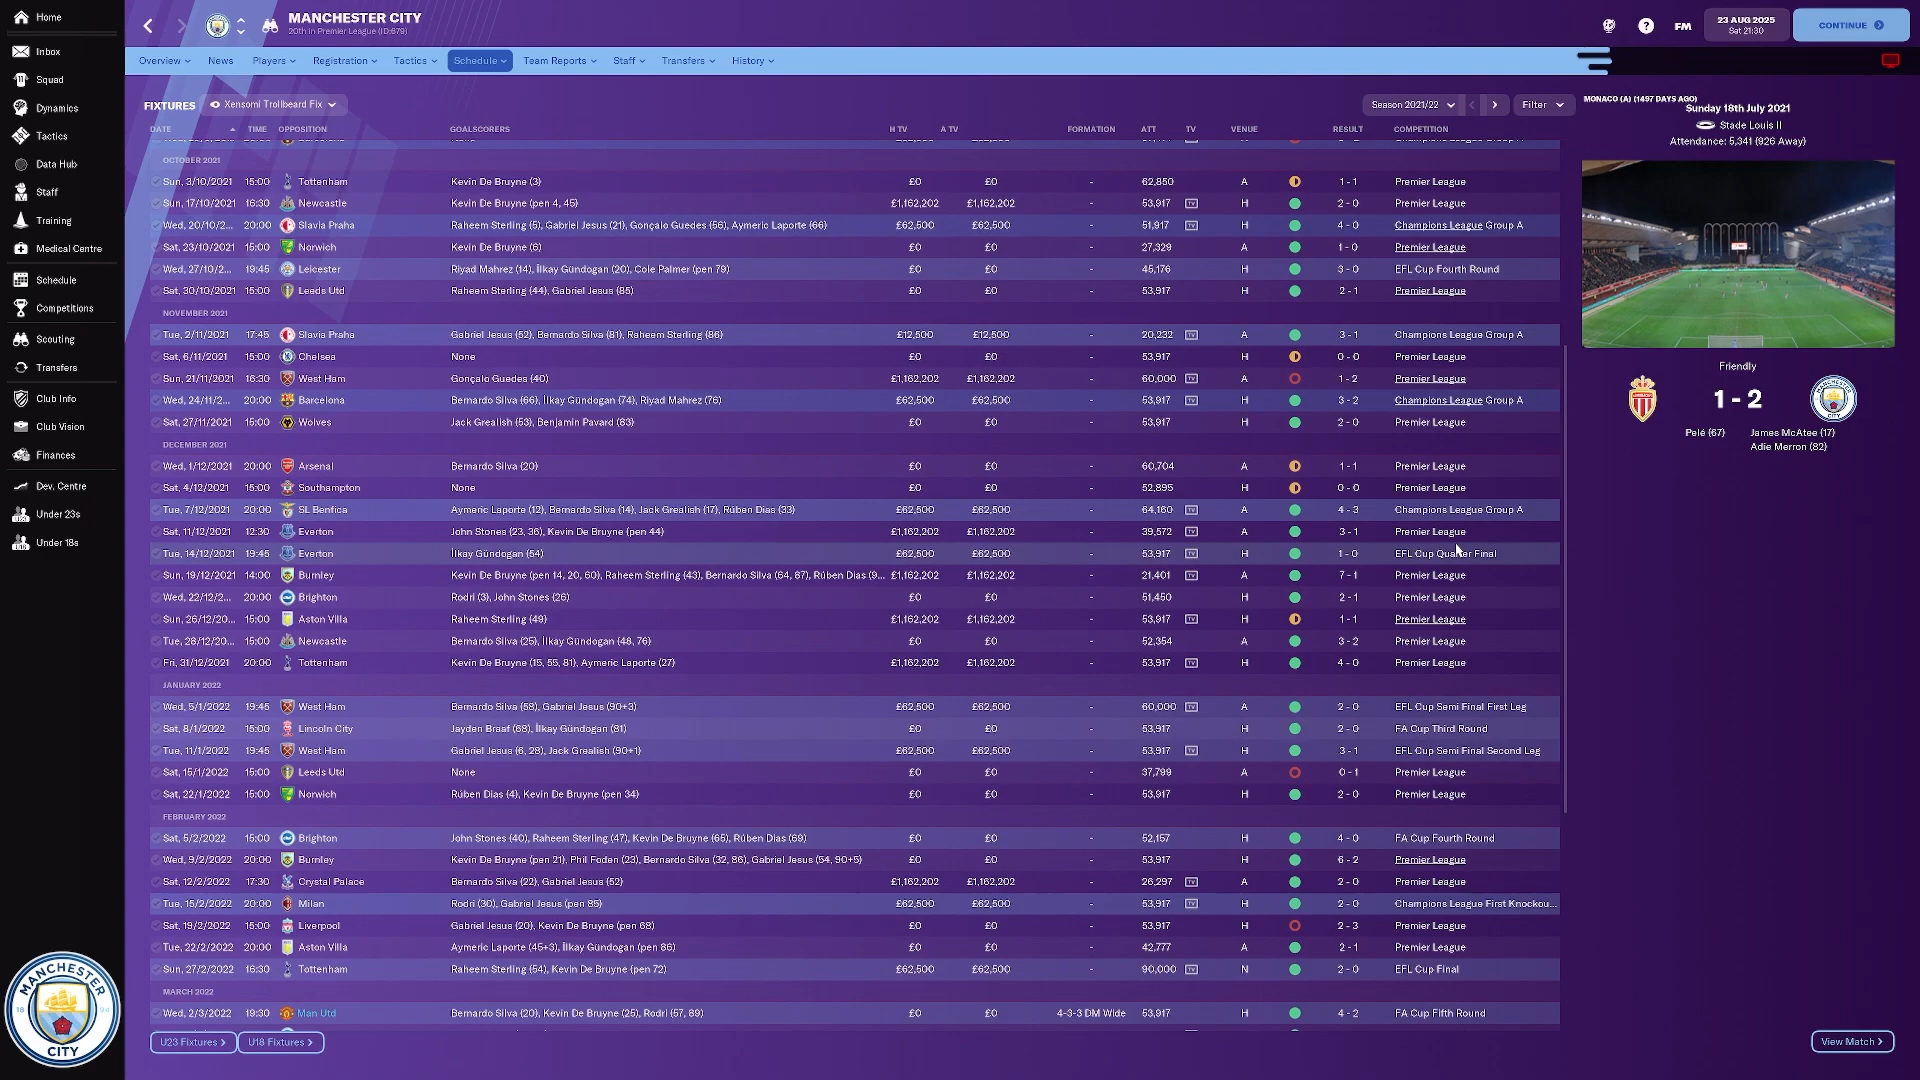 Home
Inbox
Squad
Dynamics
Tactics
Data Hub
Staff
Training
Medical Centre
Schedule
Competitions
Scouting
Transfers
Club Info
Club Vision
Finances
Dev. Centre
Under 23s
Under 18s
MANCHESTER CITY
20th in Premier League (ID:679)
FM
23 AUG 2025
Sat 21:30
CONTINUE
Overview News Players Registration Tactics Schedule Team Reports Staff Transfers History
FIXTURES Xensomi Trollbeard Fix Season 2021/22 Filter
DATE TIME OPPOSITION GOALSCORERS H TV A TV FORMATION ATT TV VENUE RESULT COMPETITION
OCTOBER 2021
Sun, 3/10/2021 15:00 Tottenham Kevin De Bruyne (3) £0 £0 - 62,850 A 1 - 1 Premier League
Sun, 17/10/2021 16:30 Newcastle Kevin De Bruyne (pen 4, 45) £1,162,202 £1,162,202 - 53,917 TV H 2 - 0 Premier League
Wed, 20/10/2... 20:00 Slavia Praha Raheem Sterling (5), Gabriel Jesus (21), Gonçalo Guedes (56), Aymeric Laporte (66) £62,500 £62,500 - 51,917 TV H 4 - 0 Champions League Group A
Sat, 23/10/2021 15:00 Norwich Kevin De Bruyne (6) £0 £0 - 27,329 A 1 - 0 Premier League
Wed, 27/10/2... 19:45 Leicester Riyad Mahrez (14), İlkay Gündogan (20), Cole Palmer (pen 79) £0 £0 - 45,176 H 3 - 0 EFL Cup Fourth Round
Sat, 30/10/2021 15:00 Leeds Utd Raheem Sterling (44), Gabriel Jesus (85) £0 £0 - 53,917 H 2 - 1 Premier League
NOVEMBER 2021
Tue, 2/11/2021 17:45 Slavia Praha Gabriel Jesus (52), Bernardo Silva (81), Raheem Sterling (86) £12,500 £12,500 - 20,232 TV A 3 - 1 Champions League Group A
Sat, 6/11/2021 15:00 Chelsea None £0 £0 - 53,917 H 0 - 0 Premier League
Sun, 21/11/2021 16:30 West Ham Gonçalo Guedes (40) £1,162,202 £1,162,202 - 60,000 TV A 1 - 2 Premier League
Wed, 24/11/2... 20:00 Barcelona Bernardo Silva (66), İlkay Gündogan (74), Riyad Mahrez (76) £62,500 £62,500 - 53,917 TV H 3 - 2 Champions League Group A
Sat, 27/11/2021 15:00 Wolves Jack Grealish (53), Benjamin Pavard (83) £0 £0 - 53,917 H 2 - 0 Premier League
DECEMBER 2021
Wed, 1/12/2021 20:00 Arsenal Bernardo Silva (20) £0 £0 - 60,704 A 1 - 1 Premier League
Sat, 4/12/2021 15:00 Southampton None £0 £0 - 52,895 H 0 - 0 Premier League
Tue, 7/12/2021 20:00 SL Benfica Aymeric Laporte (12), Bernardo Silva (14), Jack Grealish (17), Rúben Dias (33) £62,500 £62,500 - 64,160 TV A 4 - 3 Champions League Group A
Sat, 11/12/2021 12:30 Everton John Stones (23, 36), Kevin De Bruyne (pen 44) £1,162,202 £1,162,202 - 39,572 TV A 3 - 1 Premier League
Tue, 14/12/2021 19:45 Everton İlkay Gündogan (54) £62,500 £62,500 - 53,917 TV H 1 - 0 EFL Cup Quarter Final
Sun, 19/12/2021 14:00 Burnley Kevin De Bruyne (pen 14, 20, 60), Raheem Sterling (43), Bernardo Silva (64, 87), Rúben Dias (9... £1,162,202 £1,162,202 - 21,401 TV A 7 - 1 Premier League
Wed, 22/12/2... 20:00 Brighton Rodri (3), John Stones (26) £0 £0 - 51,450 H 2 - 1 Premier League
Sun, 26/12/20... 15:00 Aston Villa Raheem Sterling (49) £1,162,202 £1,162,202 - 53,917 TV H 1 - 1 Premier League
Tue, 28/12/20... 15:00 Newcastle Bernardo Silva (25), İlkay Gündogan (48, 76) £0 £0 - 52,354 A 3 - 2 Premier League
Fri, 31/12/2021 20:00 Tottenham Kevin De Bruyne (15, 55, 81), Aymeric Laporte (27) £1,162,202 £1,162,202 - 53,917 TV H 4 - 0 Premier League
JANUARY 2022
Wed, 5/1/2022 19:45 West Ham Bernardo Silva (58), Gabriel Jesus (90+3) £62,500 £62,500 - 60,000 TV A 2 - 0 EFL Cup Semi Final First Leg
Sat, 8/1/2022 15:00 Lincoln City Jayden Braaf (68), İlkay Gündogan (81) £0 £0 - 53,917 H 2 - 0 FA Cup Third Round
Tue, 11/1/2022 19:45 West Ham Gabriel Jesus (6, 28), Jack Grealish (90+1) £62,500 £62,500 - 53,917 TV H 3 - 1 EFL Cup Semi Final Second Leg
Sat, 15/1/2022 15:00 Leeds Utd None £0 £0 - 37,799 A 0 - 1 Premier League
Sat, 22/1/2022 15:00 Norwich Rúben Dias (4), Kevin De Bruyne (pen 34) £0 £0 - 53,917 H 2 - 0 Premier League
FEBRUARY 2022
Sat, 5/2/2022 15:00 Brighton John Stones (40), Raheem Sterling (47), Kevin De Bruyne (65), Rúben Dias (69) £0 £0 - 52,157 H 4 - 0 FA Cup Fourth Round
Wed, 9/2/2022 20:00 Burnley Kevin De Bruyne (pen 21), Phil Foden (23), Bernardo Silva (32, 86), Gabriel Jesus (54, 90+5) £0 £0 - 53,917 H 6 - 2 Premier League
Sat, 12/2/2022 17:30 Crystal Palace Bernardo Silva (22), Gabriel Jesus (52) £1,162,202 £1,162,202 - 26,297 TV A 2 - 0 Premier League
Tue, 15/2/2022 20:00 Milan Rodri (30), Gabriel Jesus (pen 85) £62,500 £62,500 - 53,917 TV H 2 - 0 Champions League First Knockou...
Sat, 19/2/2022 15:00 Liverpool Gabriel Jesus (20), Kevin De Bruyne (pen 68) £0 £0 - 53,917 H 2 - 3 Premier League
Tue, 22/2/2022 20:00 Aston Villa Aymeric Laporte (45+3), İlkay Gündogan (pen 86) £0 £0 - 42,777 A 2 - 1 Premier League
Sun, 27/2/2022 16:30 Tottenham Raheem Sterling (54), Kevin De Bruyne (pen 72) £62,500 £62,500 - 90,000 TV N 2 - 0 EFL Cup Final
MARCH 2022
Wed, 2/3/2022 19:30 Man Utd Bernardo Silva (20), Kevin De Bruyne (25), Rodri (57, 89) £0 £0 4-3-3 DM Wide 53,917 H 4 - 2 FA Cup Fifth Round
U23 Fixtures > U18 Fixtures >
MONACO (A) (1497 DAYS AGO)
Sunday 18th July 2021
Stade Louis II
Attendance: 5,341 (926 Away)
Friendly
1 - 2
Pelé (67) James McAtee (17)
Adie Merron (82)
View Match >
MANCHESTER
18 94
CITY